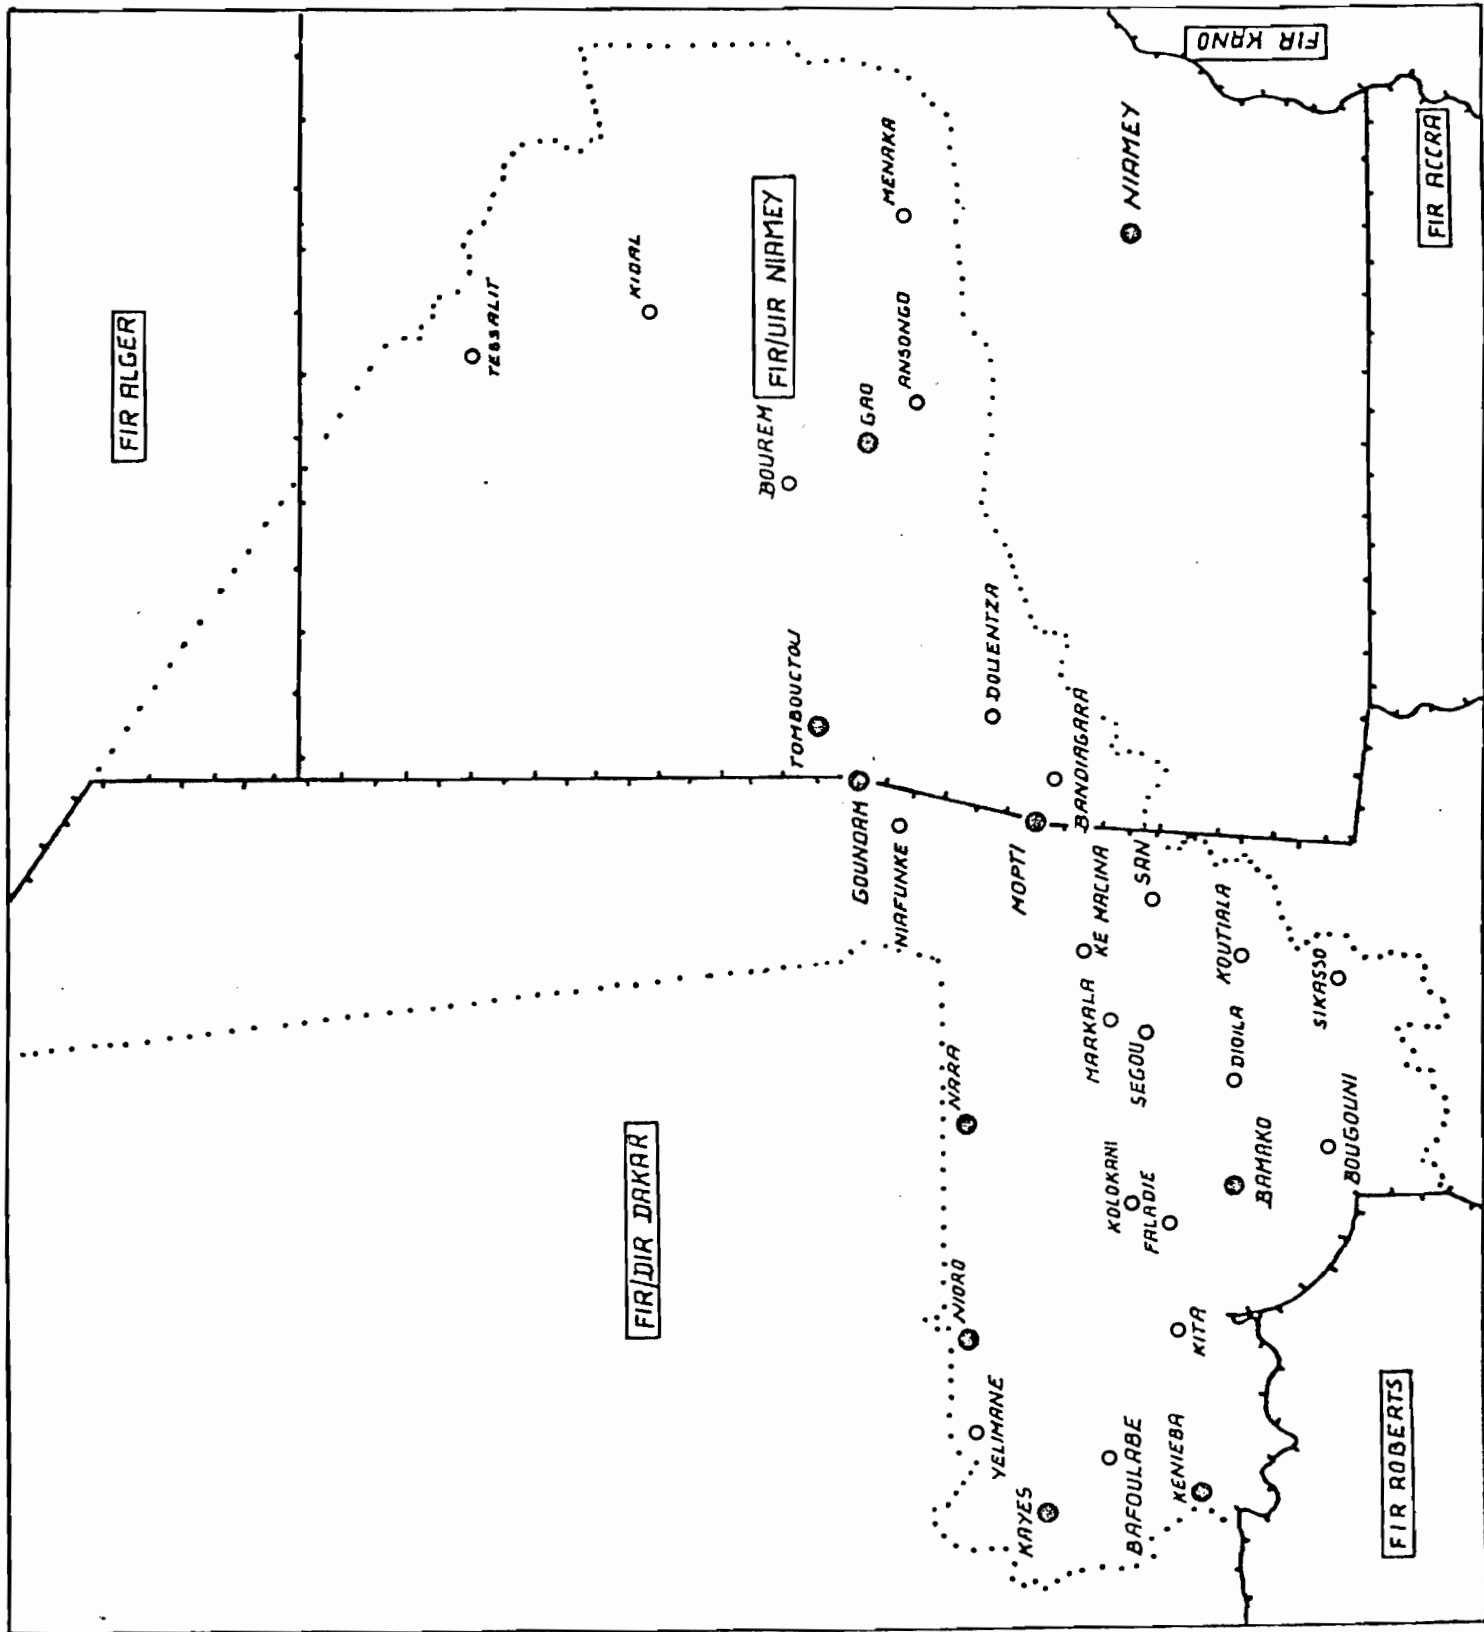 FIR ALGER
FIR KANO
TESSALIT
KIDAL
FIR/UIR NIAMEY
MENAKA
BOUREM
GAO
ANSONGO
NIAMEY
FIR ACCRA
TOMBOUCTOU
DOUENTZA
BANDIAGARA
GOUNDAM
NIAFUNKE
MOPTI
KE MACINA
SAN
KOUTIALA
SIKASSO
MARKALA
SEGOU
DIOILA
NARA
FIR/DIR DAKAR
KOLOKANI
FALADIE
BAMAKO
BOUGOUNI
NIORO
KITA
YELIMANE
KAYES
BAFOULABE
KENIEBA
FIR ROBERTS